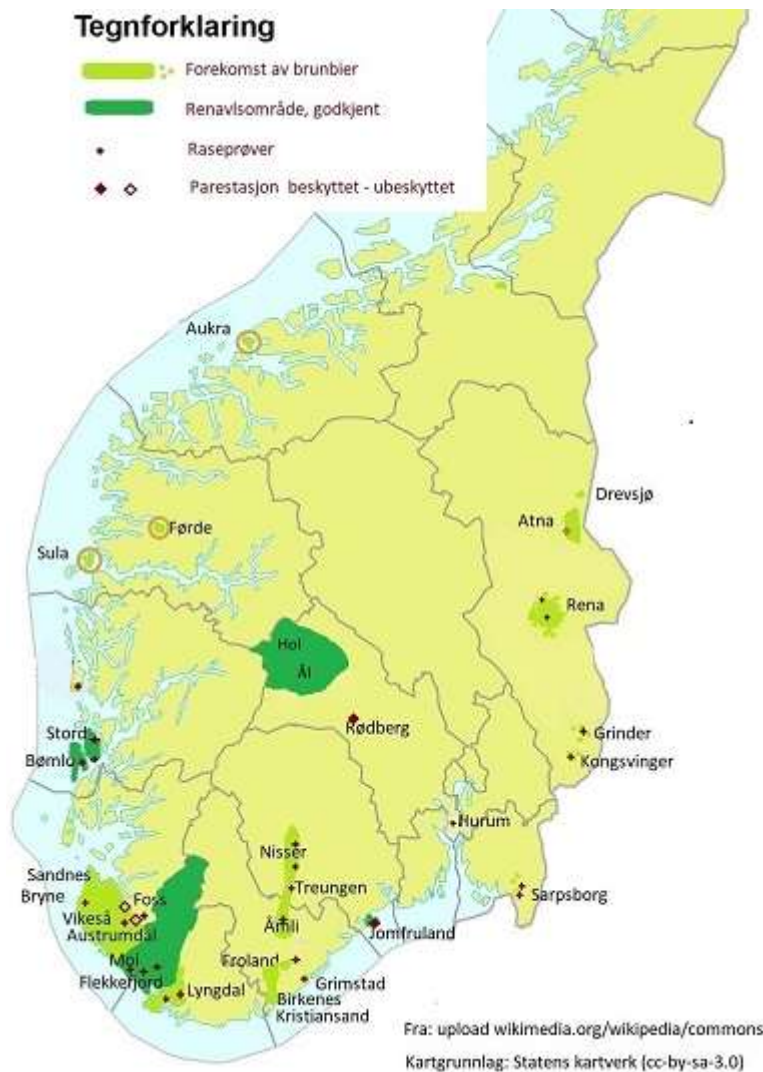 Tegnforklaring
Forekomst av brunbier
Renavlsområde, godkjent
Raseprøver
Parestasjon beskyttet - ubeskyttet
Aukra
Drevsjø
Atna
Førde
Sula
Rena
Hol
Ål
Rødberg
Stord
Bømlo
Grinder
Kongsvinger
Hurum
Nisser
Sandnes
Treungen
Bryne
Foss
Sarpsborg
Vikeså
Austrumdal
Åmli
Jomfruland
Moi
Froland
Flekkefjord
Grimstad
Lyngdal
Birkenes
Kristiansand
Fra: upload wikimedia.org/wikipedia/commons
Kartgrunnlag: Statens kartverk (cc-by-sa-3.0)